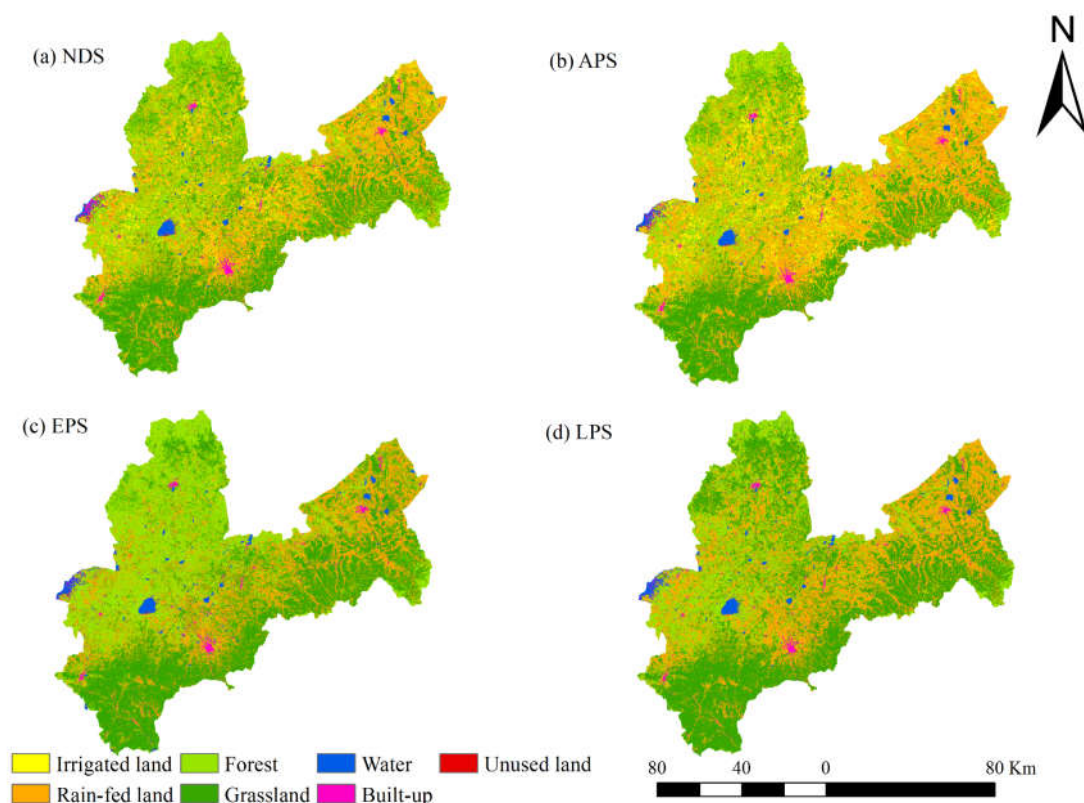 N
(a) NDS
(b) APS
(c) EPS
(d) LPS
Irrigated land Forest Water Unused land
Rain-fed land Grassland Built-up
80 40 0 80 Km